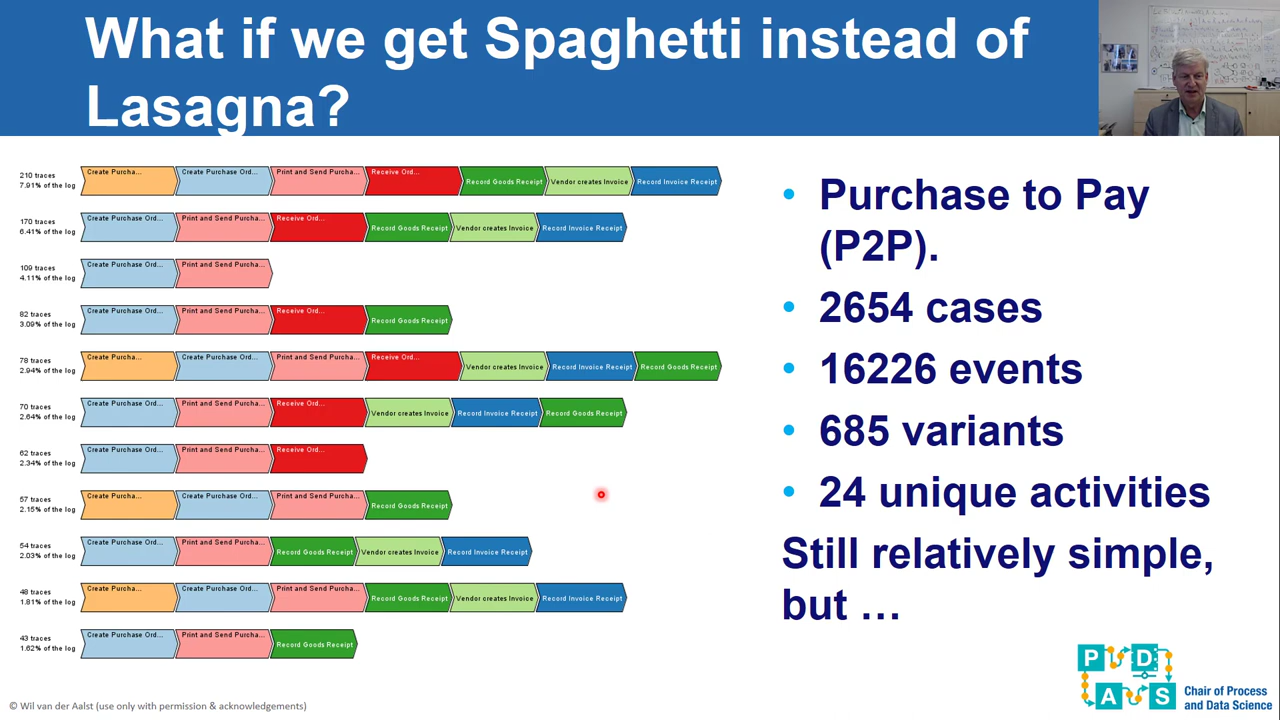 What if we get Spaghetti instead of
Lasagna?
210 traces
7.91% of the log
Create Purcha...
Create Purchase Ord...
Print and Send Purcha...
Receive Ord...
Record Goods Receipt
Vendor creates Invoice
Record Invoice Receipt
170 traces
6.41% of the log
Create Purchase Ord...
Print and Send Purcha...
Receive Ord...
Record Goods Receipt
Vendor creates Invoice
Record Invoice Receipt
109 traces
4.11% of the log
Create Purchase Ord...
Print and Send Purcha...
82 traces
3.09% of the log
Create Purchase Ord...
Print and Send Purcha...
Receive Ord...
Record Goods Receipt
78 traces
2.94% of the log
Create Purcha...
Create Purchase Ord...
Print and Send Purcha...
Receive Ord...
Vendor creates Invoice
Record Invoice Receipt
Record Goods Receipt
70 traces
2.64% of the log
Create Purchase Ord...
Print and Send Purcha...
Receive Ord...
Vendor creates Invoice
Record Invoice Receipt
Record Goods Receipt
62 traces
2.34% of the log
Create Purchase Ord...
Print and Send Purcha...
Receive Ord...
57 traces
2.15% of the log
Create Purcha...
Create Purchase Ord...
Print and Send Purcha...
Record Goods Receipt
54 traces
2.03% of the log
Create Purchase Ord...
Print and Send Purcha...
Record Goods Receipt
Vendor creates Invoice
Record Invoice Receipt
48 traces
1.81% of the log
Create Purcha...
Create Purchase Ord...
Print and Send Purcha...
Record Goods Receipt
Vendor creates Invoice
Record Invoice Receipt
43 traces
1.62% of the log
Create Purchase Ord...
Print and Send Purcha...
Record Goods Receipt
• Purchase to Pay
(P2P).
• 2654 cases
• 16226 events
• 685 variants
• 24 unique activities
Still relatively simple,
but …
P D
A S
Chair of Process
and Data Science
© Wil van der Aalst (use only with permission & acknowledgements)